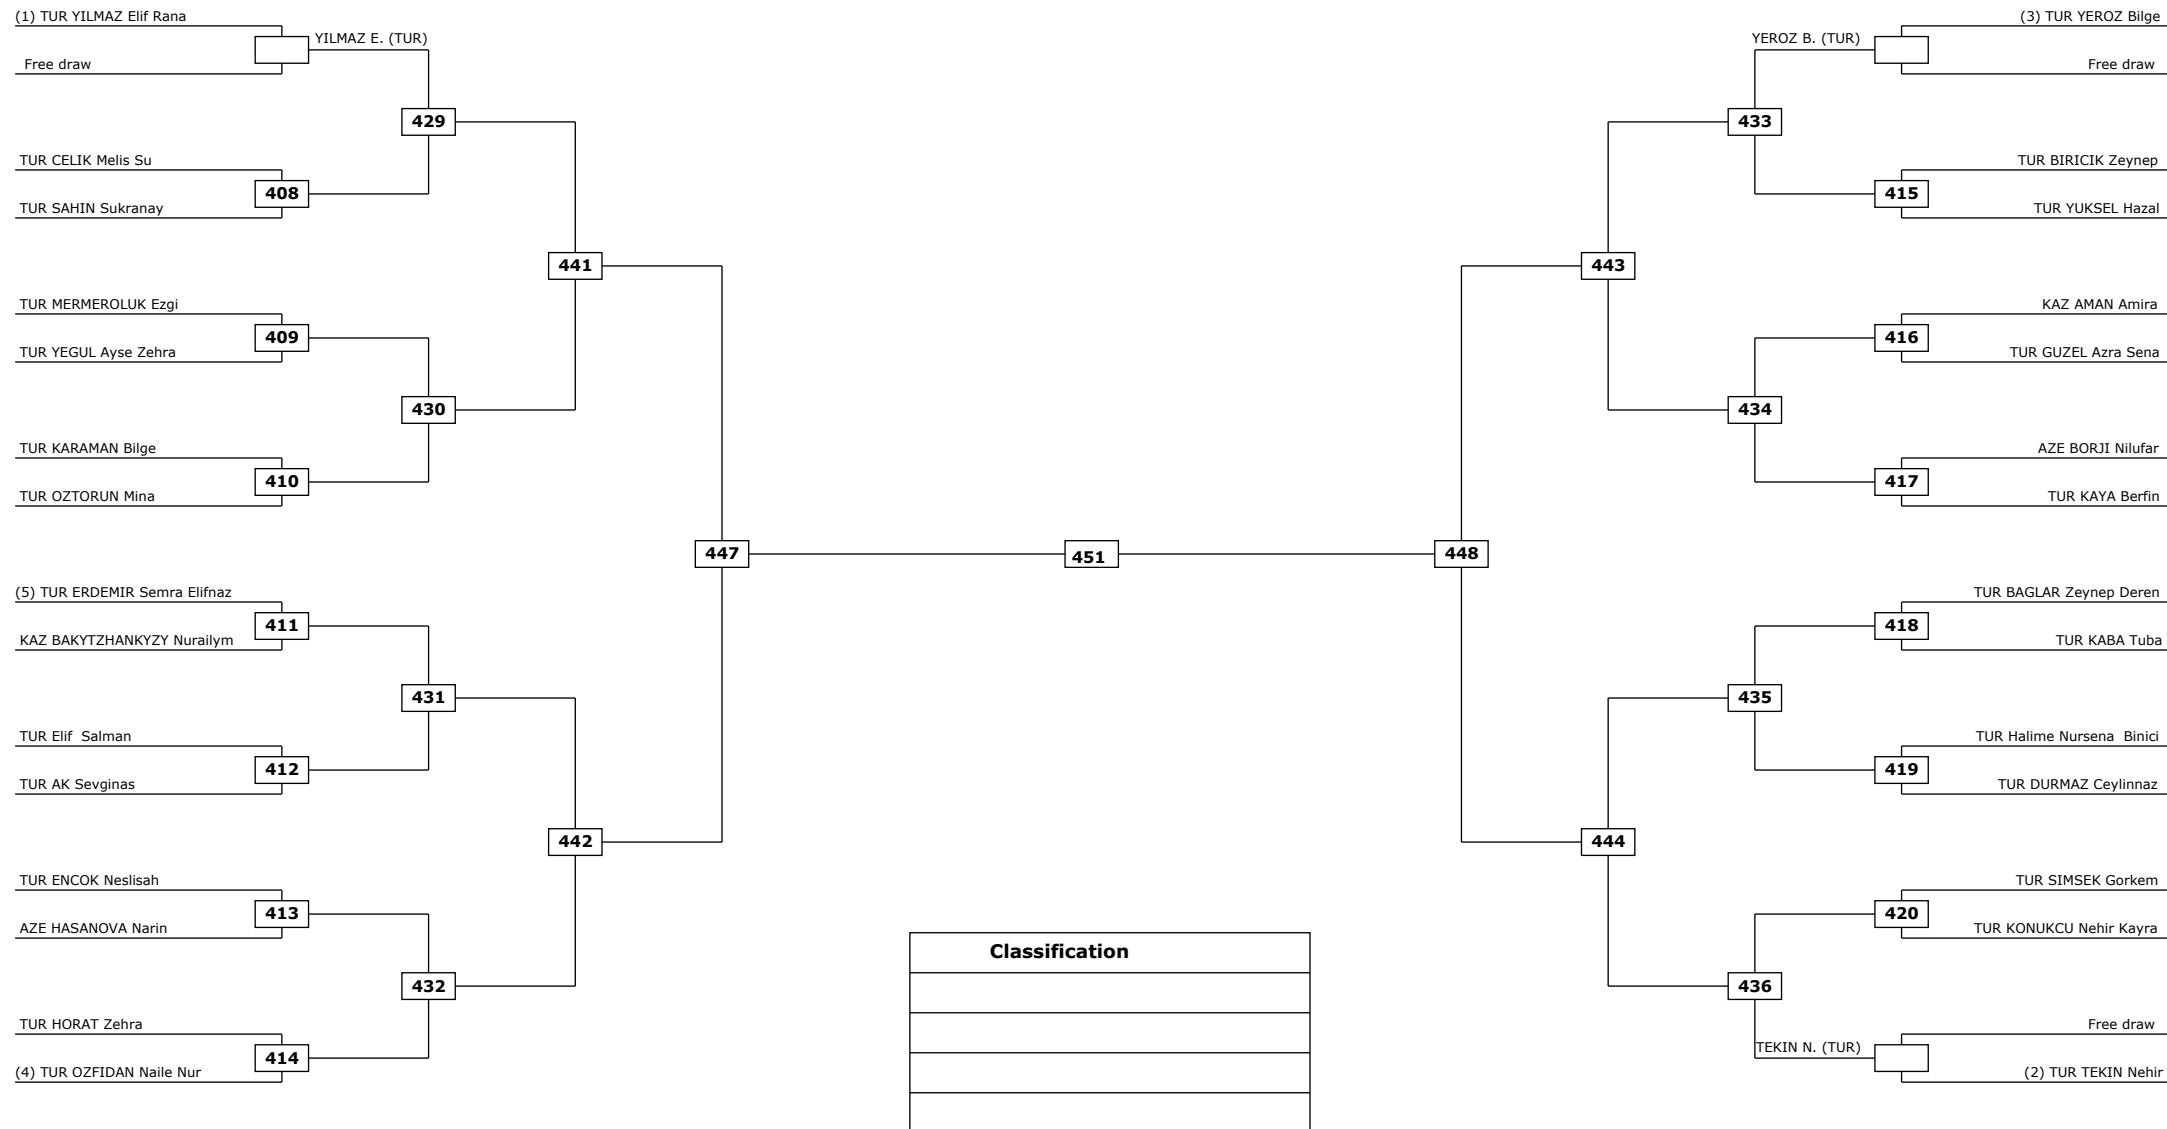 (1) TUR YILMAZ Elif Rana
YILMAZ E. (TUR)
Free draw
429
TUR CELIK Melis Su
408
TUR SAHIN Sukranay
441
TUR MERMEROLUK Ezgi
409
TUR YEGUL Ayse Zehra
430
TUR KARAMAN Bilge
410
TUR OZTORUN Mina
447
(5) TUR ERDEMIR Semra Elifnaz
411
KAZ BAKYTZHANKYZY Nurailym
431
TUR Elif Salman
412
TUR AK Sevginas
442
TUR ENCOK Neslisah
413
AZE HASANOVA Narin
432
TUR HORAT Zehra
414
(4) TUR OZFIDAN Naile Nur
451
(3) TUR YEROZ Bilge
YEROZ B. (TUR)
Free draw
433
TUR BIRICIK Zeynep
415
TUR YUKSEL Hazal
443
KAZ AMAN Amira
416
TUR GUZEL Azra Sena
434
AZE BORJI Nilufar
417
TUR KAYA Berfin
448
TUR BAGLAR Zeynep Deren
418
TUR KABA Tuba
435
TUR Halime Nursena Binici
419
TUR DURMAZ Ceylinnaz
444
TUR SIMSEK Gorkem
420
TUR KONUKCU Nehir Kayra
436
Free draw
TEKIN N. (TUR)
(2) TUR TEKIN Nehir
Classification